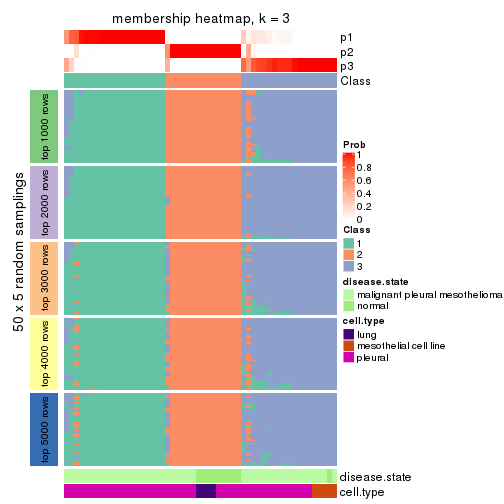 membership heatmap, k = 3
p1
p2
p3
Class
50 x 5 random samplings
top 1000 rows
top 2000 rows
top 3000 rows
top 4000 rows
top 5000 rows
Prob
1
0.8
0.6
0.4
0.2
0
Class
1
2
3
disease.state
malignant pleural mesothelioma
normal
cell.type
lung
mesothelial cell line
pleural
disease.state
cell.type